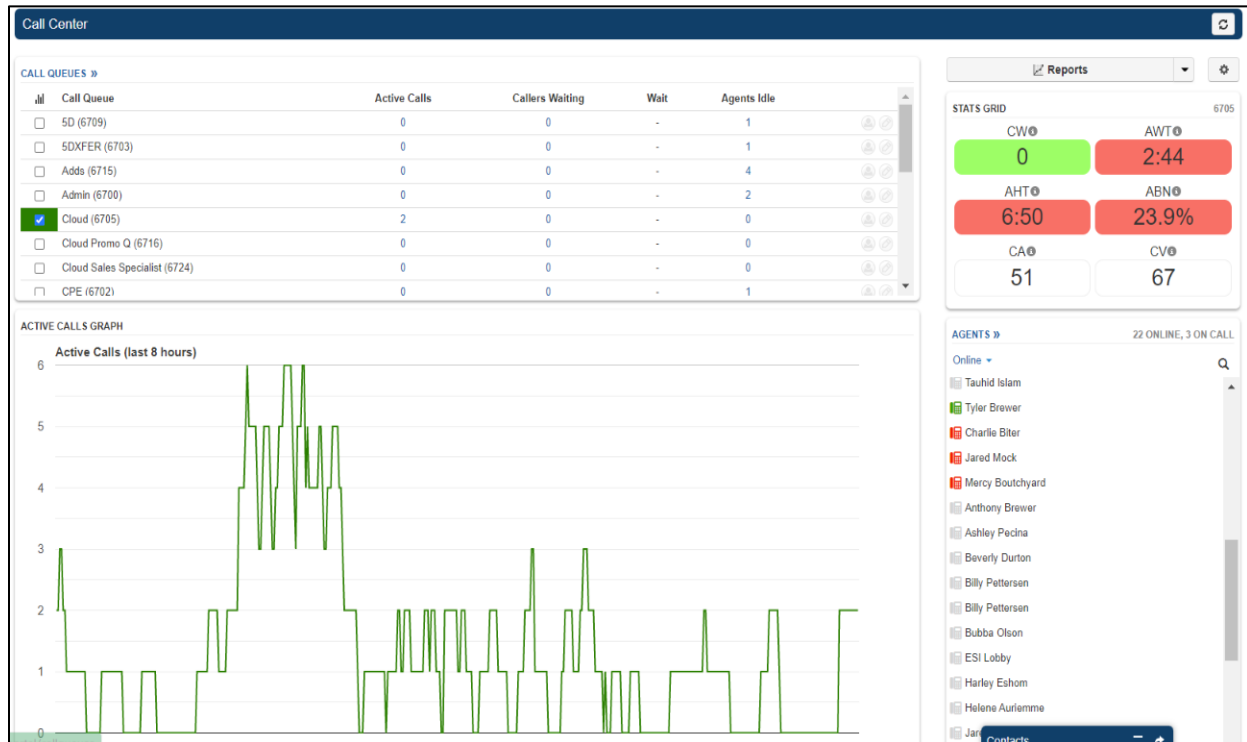 Call Center
CALL QUEUES »
Call Queue Active Calls Callers Waiting Wait Agents Idle
5D (6709) 0 0 - 1
5DXFER (6703) 0 0 - 1
Adds (6715) 0 0 - 4
Admin (6700) 0 0 - 2
Cloud (6705) 2 0 - 0
Cloud Promo Q (6716) 0 0 - 0
Cloud Sales Specialist (6724) 0 0 - 0
CPE (6702) 0 0 - 1
ACTIVE CALLS GRAPH
Active Calls (last 8 hours)
6
5
4
3
2
1
0
Reports
STATS GRID 6705
CW AWT
0 2:44
AHT ABN
6:50 23.9%
CA CV
51 67
AGENTS » 22 ONLINE, 3 ON CALL
Online
Tauhid Islam
Tyler Brewer
Charlie Biter
Jared Mock
Mercy Boutchyard
Anthony Brewer
Ashley Pecina
Beverly Durton
Billy Pettersen
Billy Pettersen
Bubba Olson
ESI Lobby
Harley Eshom
Helene Auriemme
Contacts